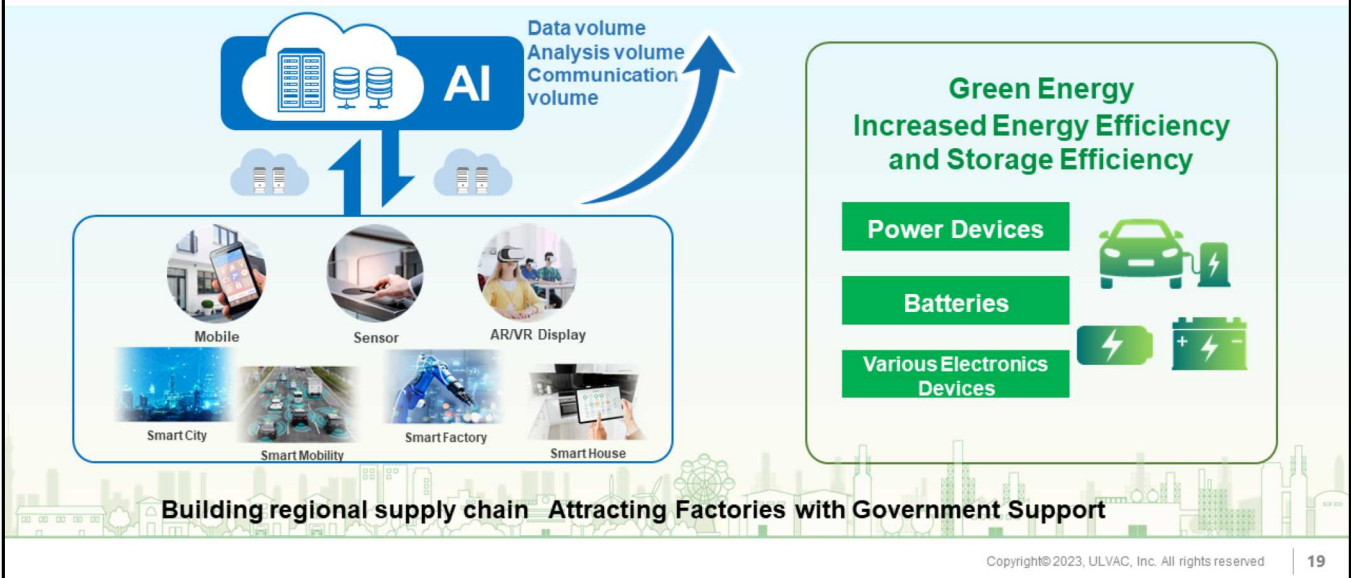 Data volume
Analysis volume
Communication
volume
AI
Mobile
Sensor
AR/VR Display
Smart City
Smart Mobility
Smart Factory
Smart House
Green Energy
Increased Energy Efficiency
and Storage Efficiency
Power Devices
Batteries
Various Electronics
Devices
Building regional supply chain Attracting Factories with Government Support
Copyright© 2023, ULVAC, Inc. All rights reserved
19